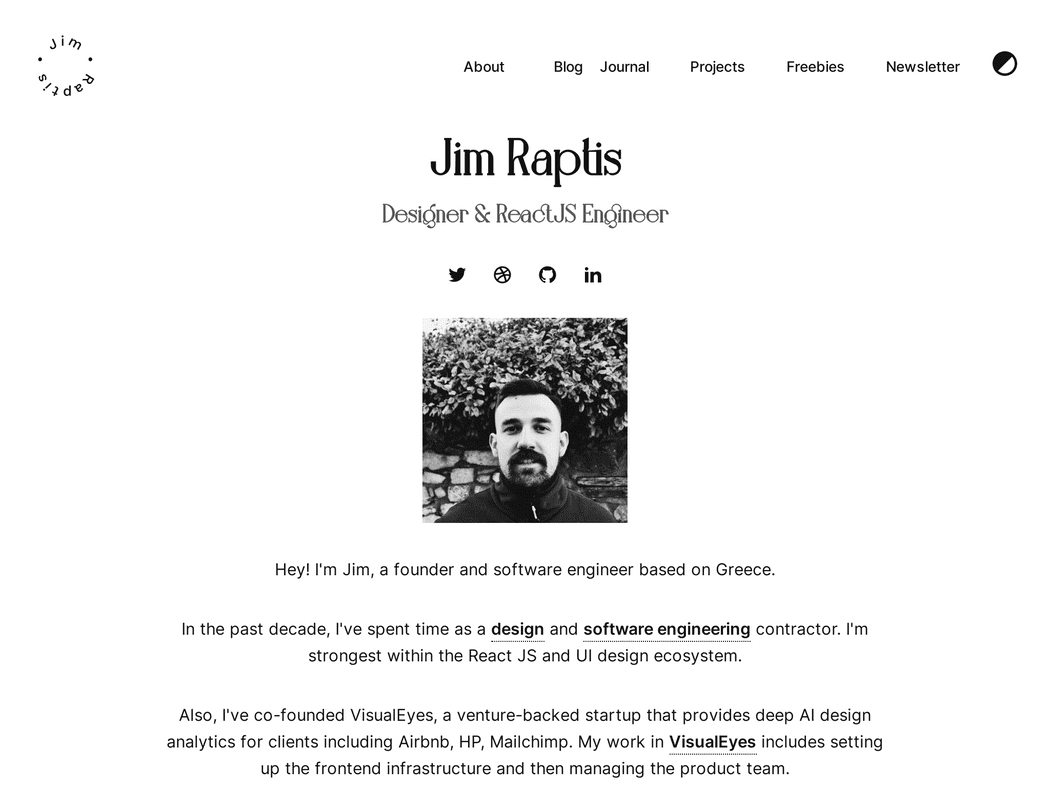 Jim Raptis
About Blog Journal Projects Freebies Newsletter
Jim Raptis
Designer & ReactJS Engineer
Hey! I'm Jim, a founder and software engineer based on Greece.
In the past decade, I've spent time as a design and software engineering contractor. I'm
strongest within the React JS and UI design ecosystem.
Also, I've co-founded VisualEyes, a venture-backed startup that provides deep AI design
analytics for clients including Airbnb, HP, Mailchimp. My work in VisualEyes includes setting
up the frontend infrastructure and then managing the product team.